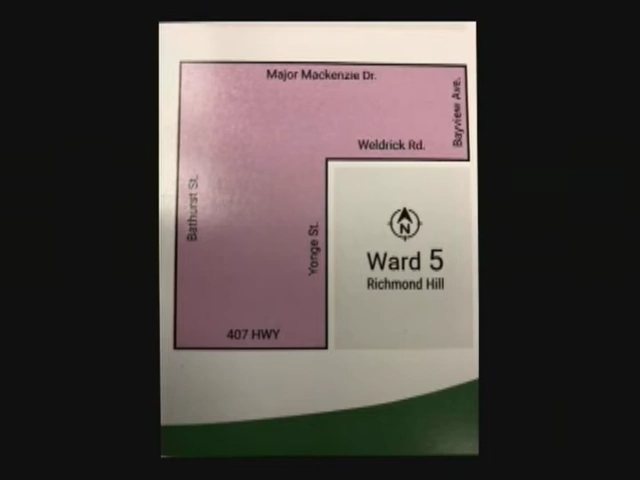 Major Mackenzie Dr.
Bayview Ave.
Weldrick Rd.
Bathurst St.
Yonge St.
N
Ward 5
Richmond Hill
407 HWY